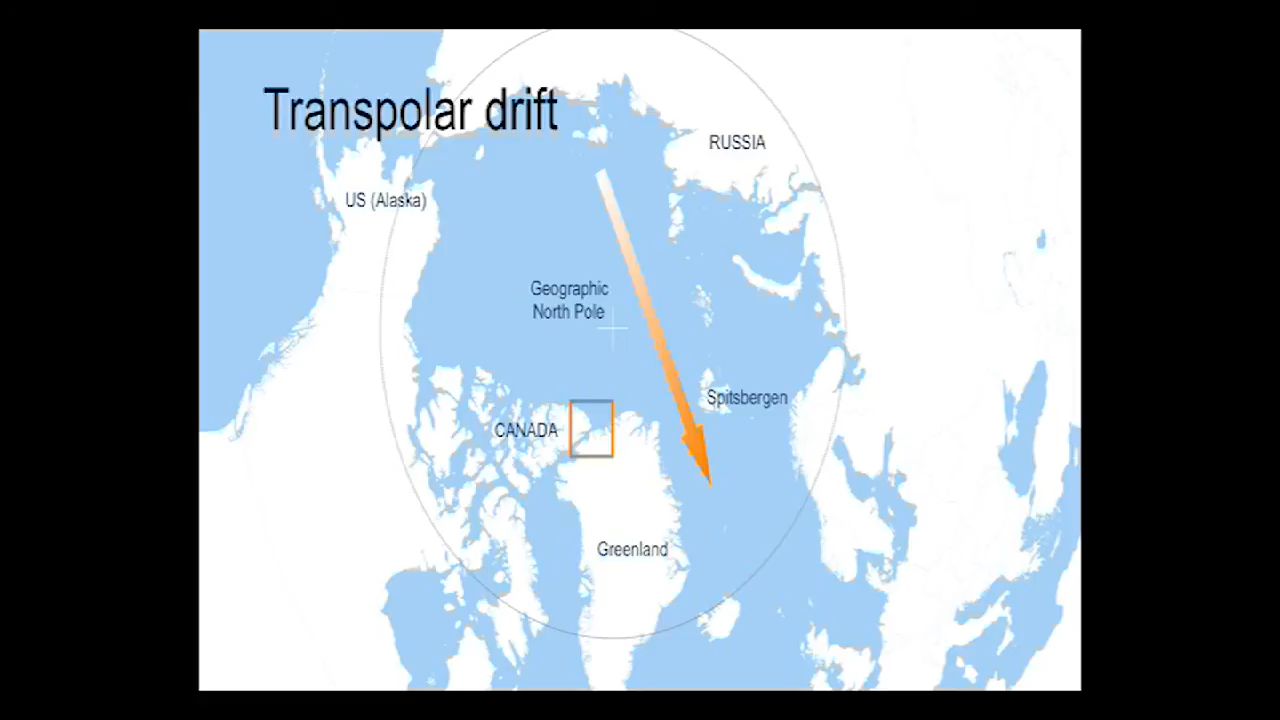 Transpolar drift
RUSSIA
US (Alaska)
Geographic
North Pole
Spitsbergen
CANADA
Greenland